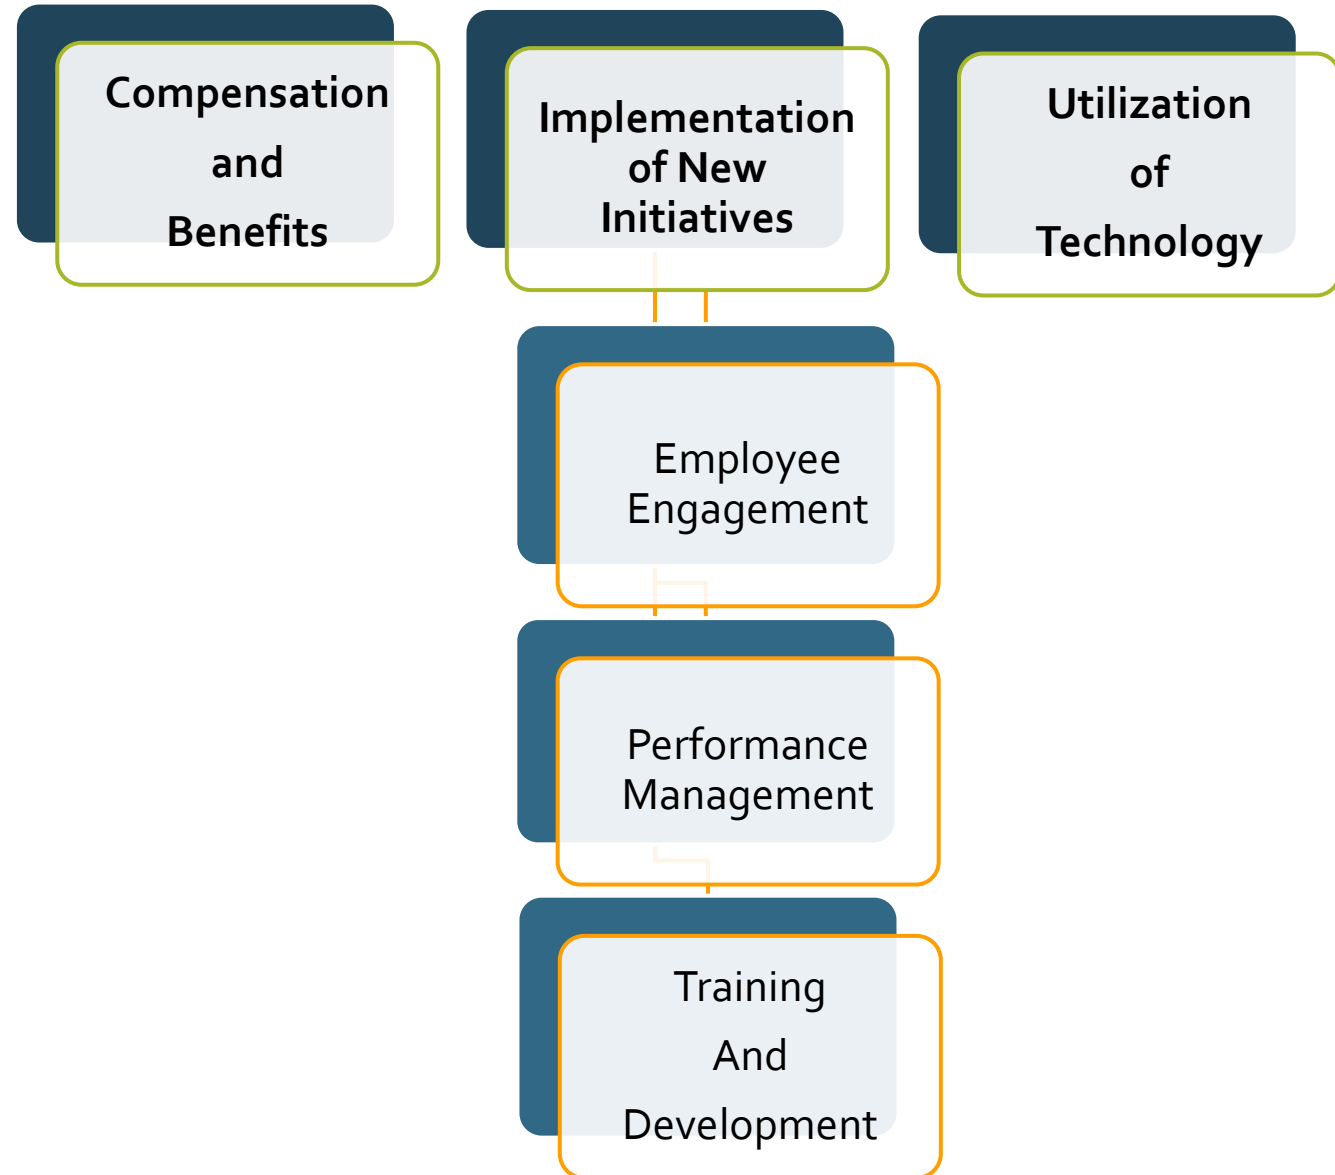 Compensation
and
Benefits
Implementation
of New
Initiatives
Utilization
of
Technology
Employee
Engagement
Performance
Management
Training
And
Development